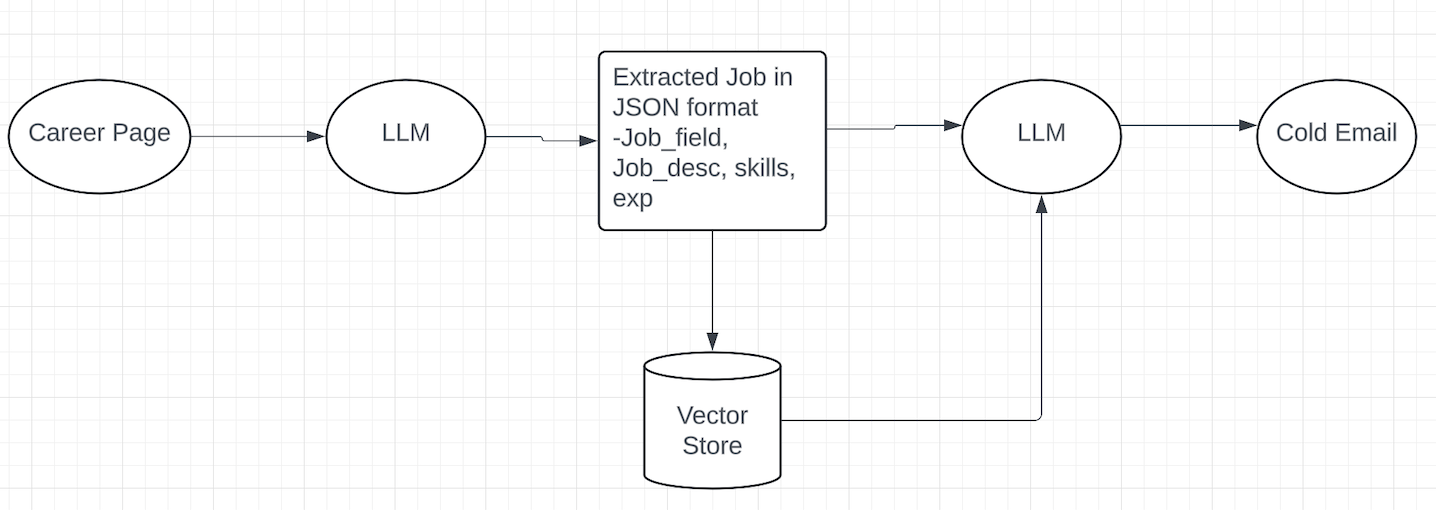 Career Page
LLM
Extracted Job in
JSON format
-Job_field,
Job_desc, skills,
exp
LLM
Cold Email
Vector
Store